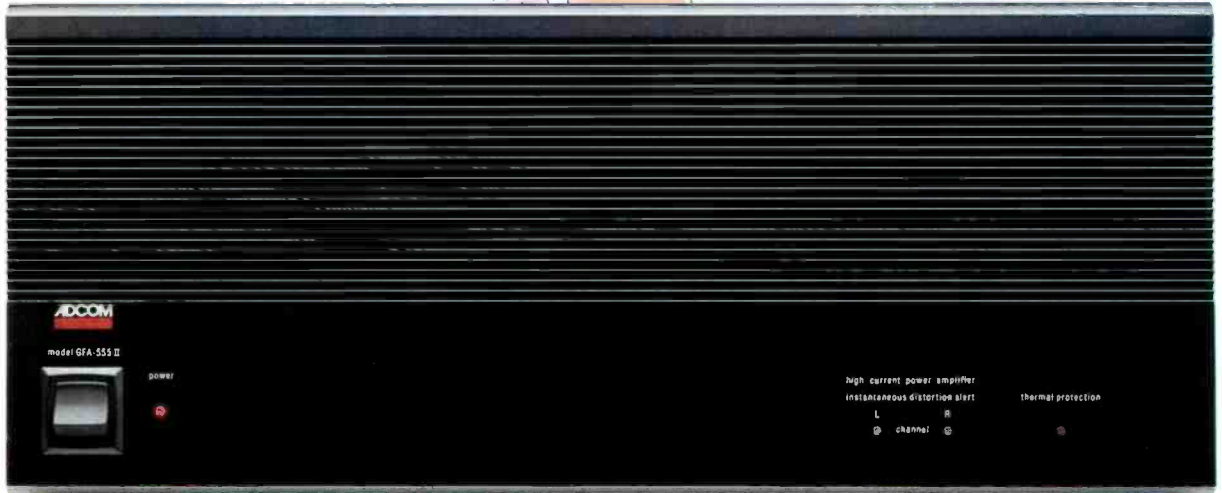 ADCOM
model GFA-555 II
power
high current power amplifier
instantaneous distortion alert
thermal protection
L R
channel